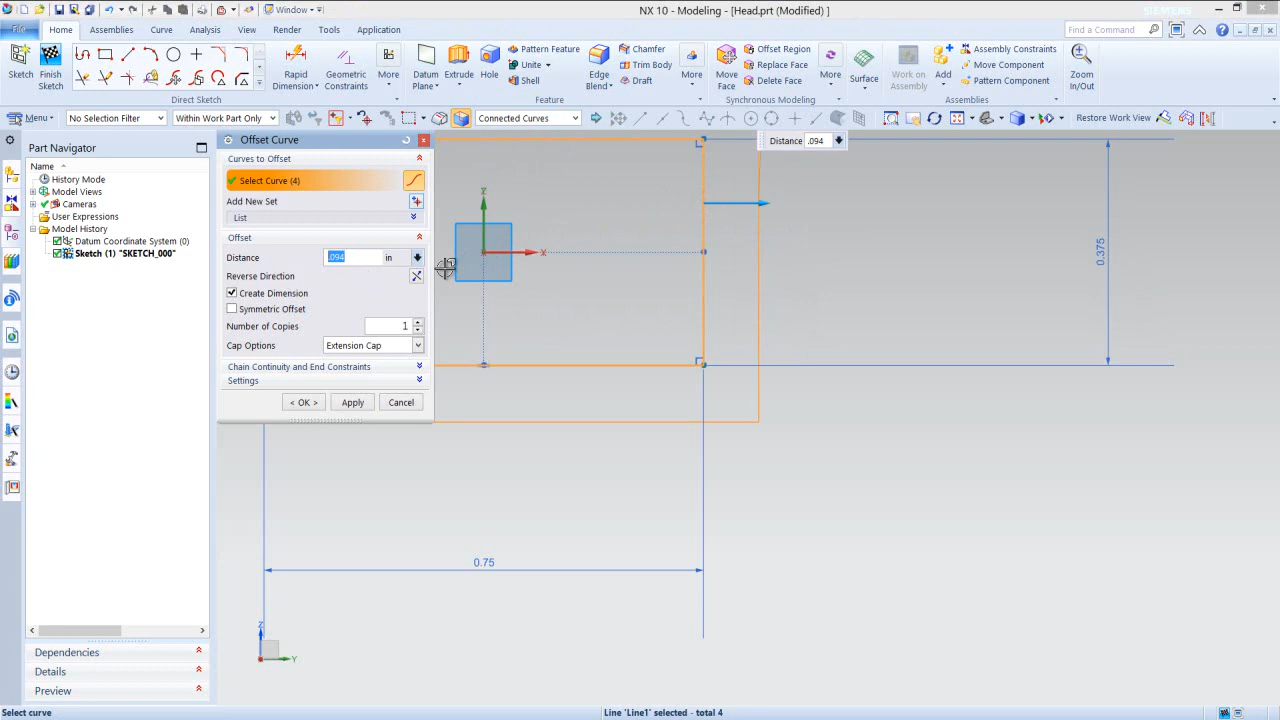 Window
NX 10 - Modeling - [Head.prt (Modified) ]
SIEMENS
File Home Assemblies Curve Analysis View Render Tools Application
Find a Command
Sketch
Finish Sketch
Direct Sketch
Rapid Dimension
Geometric Constraints
More
Datum Plane
Extrude
Hole
Pattern Feature
Unite
Shell
Edge Blend
Chamfer
Trim Body
Draft
More
Feature
Move Face
Offset Region
Replace Face
Delete Face
More
Synchronous Modeling
Surface
Work on Assembly
Add
Assembly Constraints
Move Component
Pattern Component
Assemblies
Zoom In/Out
Menu
No Selection Filter
Within Work Part Only
Connected Curves
Restore Work View
Part Navigator
Name
History Mode
Model Views
Cameras
User Expressions
Model History
Datum Coordinate System (0)
Sketch (1) "SKETCH_000"
Dependencies
Details
Preview
Offset Curve
Curves to Offset
Select Curve (4)
Add New Set
List
Offset
Distance .094 in
Reverse Direction
Create Dimension
Symmetric Offset
Number of Copies 1
Cap Options Extension Cap
Chain Continuity and End Constraints
Settings
< OK > Apply Cancel
Distance .094
X
0.375
0.75
Z
Y
Select curve
Line 'Line1' selected - total 4